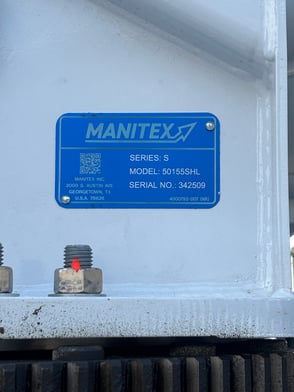 MANITEX
SERIES: S
MODEL: 50155SHL
SERIAL NO.: 342509
MANITEX INC.
3000 S. AUSTIN AVE.
GEORGETOWN, TX
U.S.A. 78626